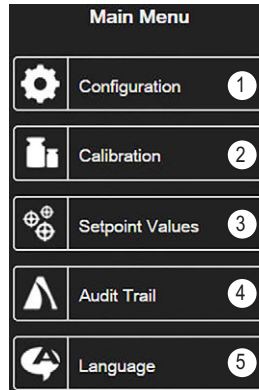 Main Menu
Configuration 1
Calibration 2
Setpoint Values 3
Audit Trail 4
Language 5